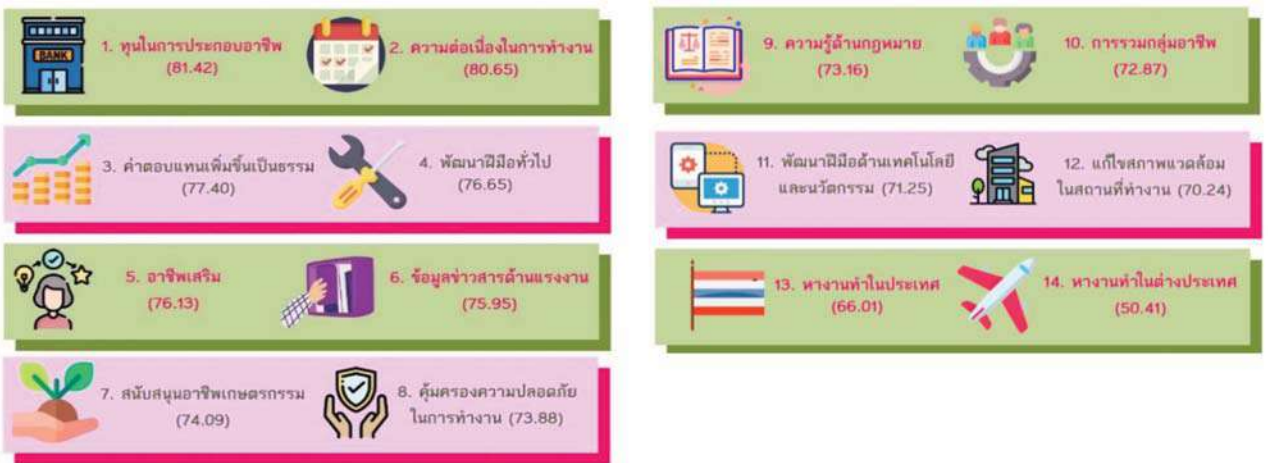 BANK
1. ทุนในการประกอบอาชีพ
(81.42)
2. ความต่อเนื่องในการทำงาน
(80.65)
3. ค่าตอบแทนเพิ่มขึ้นเป็นธรรม
(77.40)
4. พัฒนาฝีมือทั่วไป
(76.65)
5. อาชีพเสริม
(76.13)
6. ข้อมูลข่าวสารด้านแรงงาน
(75.95)
7. สนับสนุนอาชีพเกษตรกรรม
(74.09)
8. คุ้มครองความปลอดภัย
ในการทำงาน (73.88)
9. ความรู้ด้านกฎหมาย
(73.16)
10. การรวมกลุ่มอาชีพ
(72.87)
11. พัฒนาฝีมือด้านเทคโนโลยี
และนวัตกรรม (71.25)
12. แก้ไขสภาพแวดล้อม
ในสถานที่ทำงาน (70.24)
13. หางานทำในประเทศ
(66.01)
14. หางานทำในต่างประเทศ
(50.41)